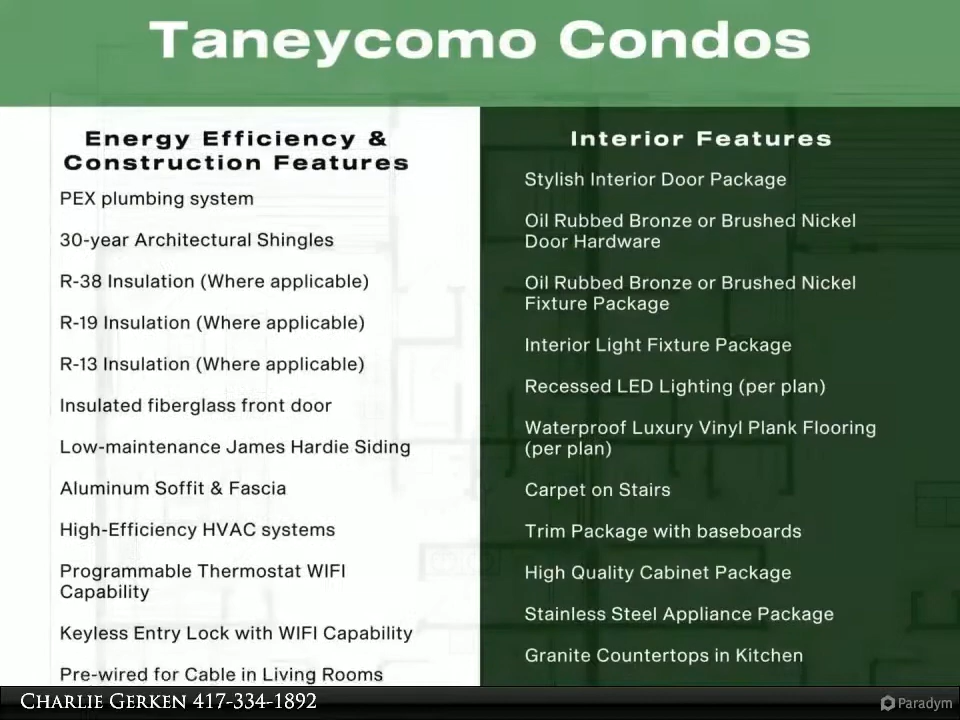 Taneycomo Condos
Energy Efficiency &
Construction Features
PEX plumbing system
30-year Architectural Shingles
R-38 Insulation (Where applicable)
R-19 Insulation (Where applicable)
R-13 Insulation (Where applicable)
Insulated fiberglass front door
Low-maintenance James Hardie Siding
Aluminum Soffit & Fascia
High-Efficiency HVAC systems
Programmable Thermostat WIFI
Capability
Keyless Entry Lock with WIFI Capability
Pre-wired for Cable in Living Rooms
Interior Features
Stylish Interior Door Package
Oil Rubbed Bronze or Brushed Nickel
Door Hardware
Oil Rubbed Bronze or Brushed Nickel
Fixture Package
Interior Light Fixture Package
Recessed LED Lighting (per plan)
Waterproof Luxury Vinyl Plank Flooring
(per plan)
Carpet on Stairs
Trim Package with baseboards
High Quality Cabinet Package
Stainless Steel Appliance Package
Granite Countertops in Kitchen
CHARLIE GERKEN 417-334-1892
Paradym